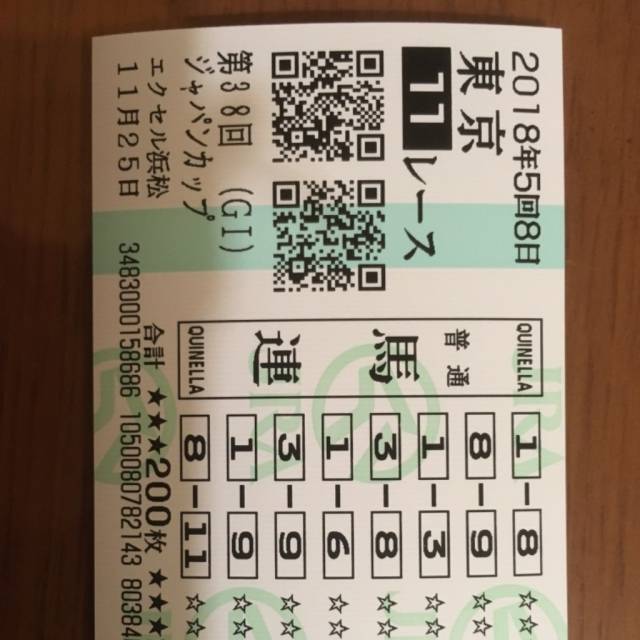 2018年5回8日
東京
11レース
第38回 (GI)
ジャパンカップ
エクセル浜松
11月25日
QUINELLA
普通
馬連
QUINELLA
1-8 ☆☆
8-9 ☆☆
1-3 ☆☆
3-8 ☆☆
1-6 ☆☆
3-9 ☆☆
1-9 ☆☆
8-11 ☆☆
合計 ★★★200枚 ★★★
3483000158686 1050080782143
JRA